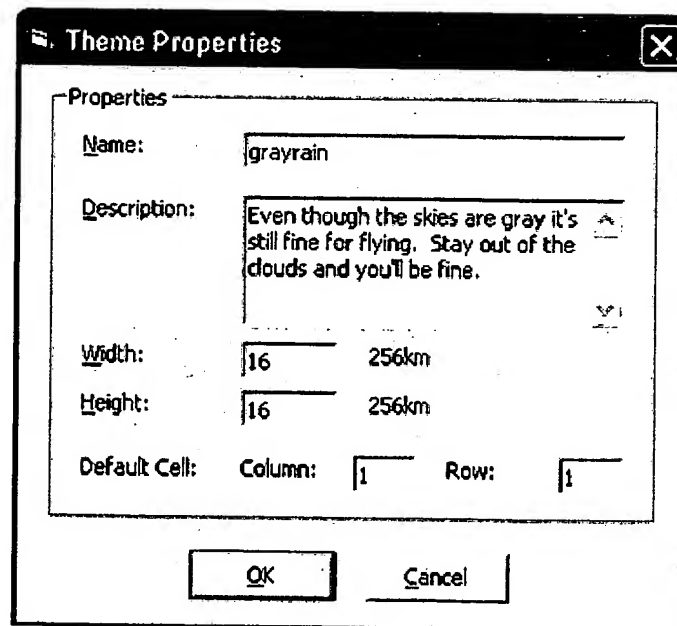 Theme Properties
Properties
Name: grayrain
Description: Even though the skies are gray it's
still fine for flying. Stay out of the
clouds and you'll be fine.
Width: 16 256km
Height: 16 256km
Default Cell: Column: 1 Row: 1
OK Cancel